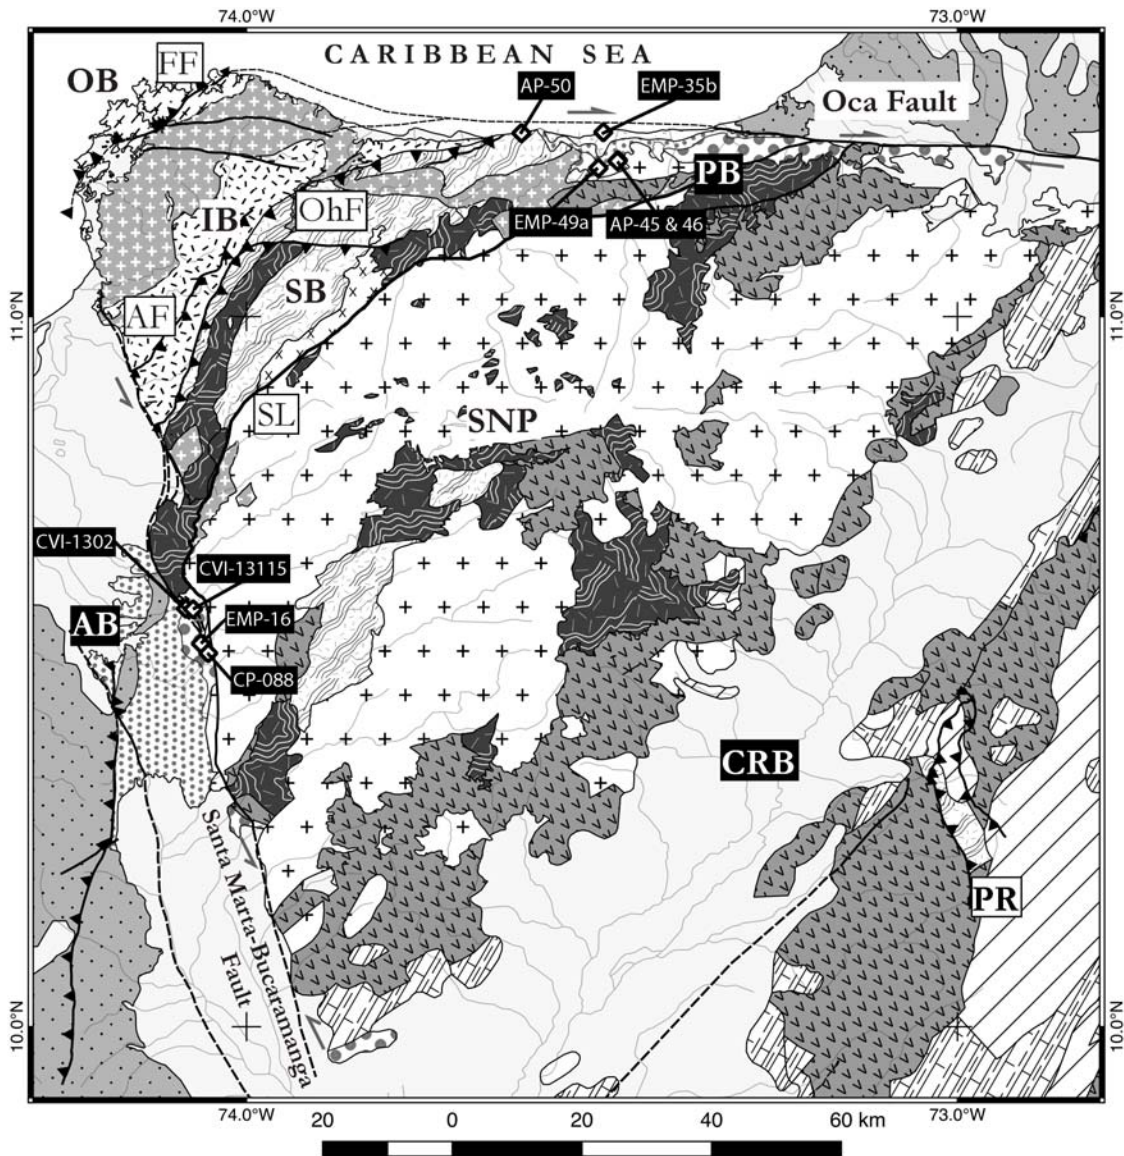 74.0°W 73.0°W
CARIBBEAN SEA
FF
OB
AP-50 EMP-35b
Oca Fault
PB
IB OhF EMP-49a AP-45 & 46
SB
AF
11.0°N 11.0°N
SL
SNP
CVI-1302
CVI-13115
AB EMP-16
CP-088
CRB
Santa Marta-Bucaramanga
Fault
PR
10.0°N 10.0°N
74.0°W 73.0°W
20 0 20 40 60 km